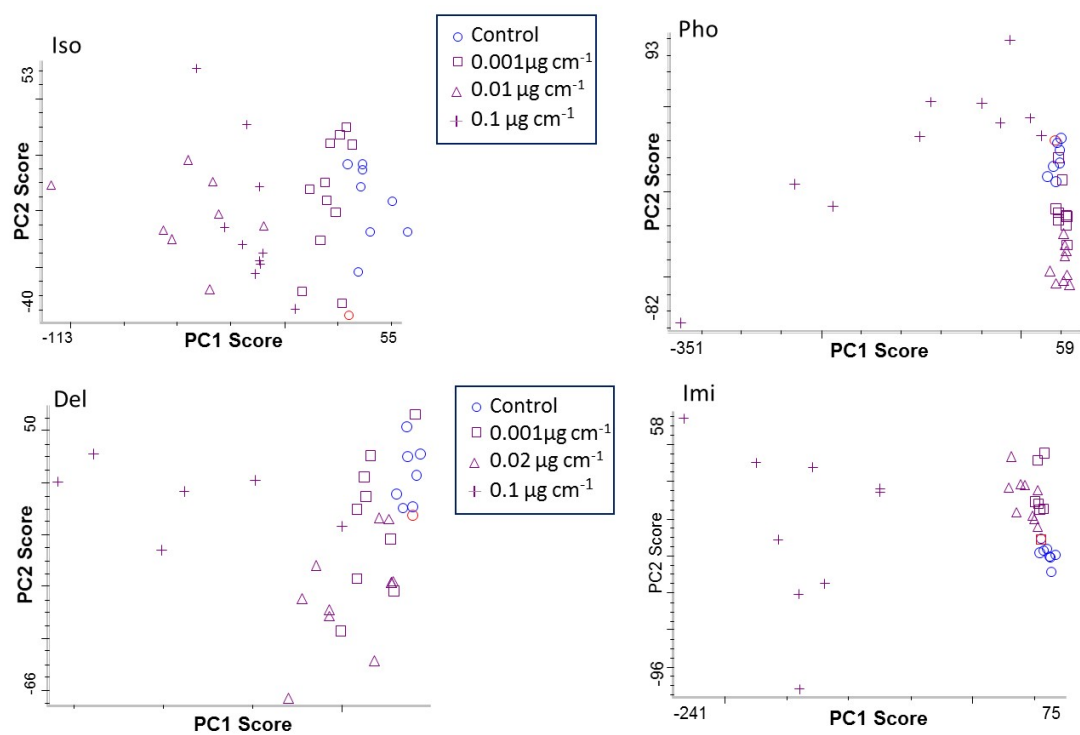 Iso
53
-40
PC2 Score
-113
55
PC1 Score
Control
0.001µg cm-1
0.01 µg cm-1
0.1 µg cm-1
Pho
93
-82
PC2 Score
-351
59
PC1 Score
Del
50
-66
PC2 Score
PC1 Score
Control
0.001µg cm-1
0.02 µg cm-1
0.1 µg cm-1
Imi
58
-96
PC2 Score
-241
75
PC1 Score